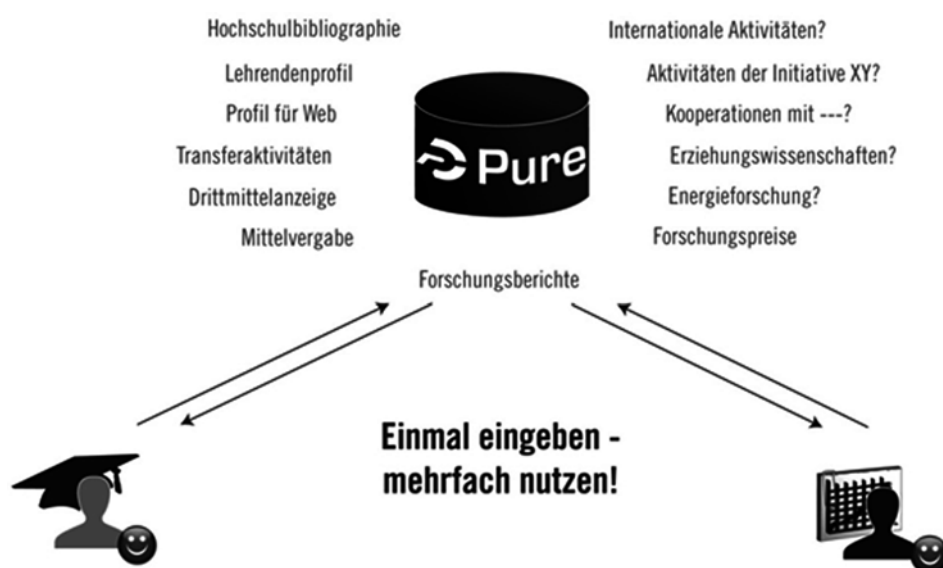 Hochschulbibliographie
Lehrendenprofil
Profil für Web
Transferaktivitäten
Drittmittelanzeige
Mittelvergabe
Pure
Internationale Aktivitäten?
Aktivitäten der Initiative XY?
Kooperationen mit ---?
Erziehungswissenschaften?
Energieforschung?
Forschungspreise
Forschungsberichte
Einmal eingeben -
mehrfach nutzen!